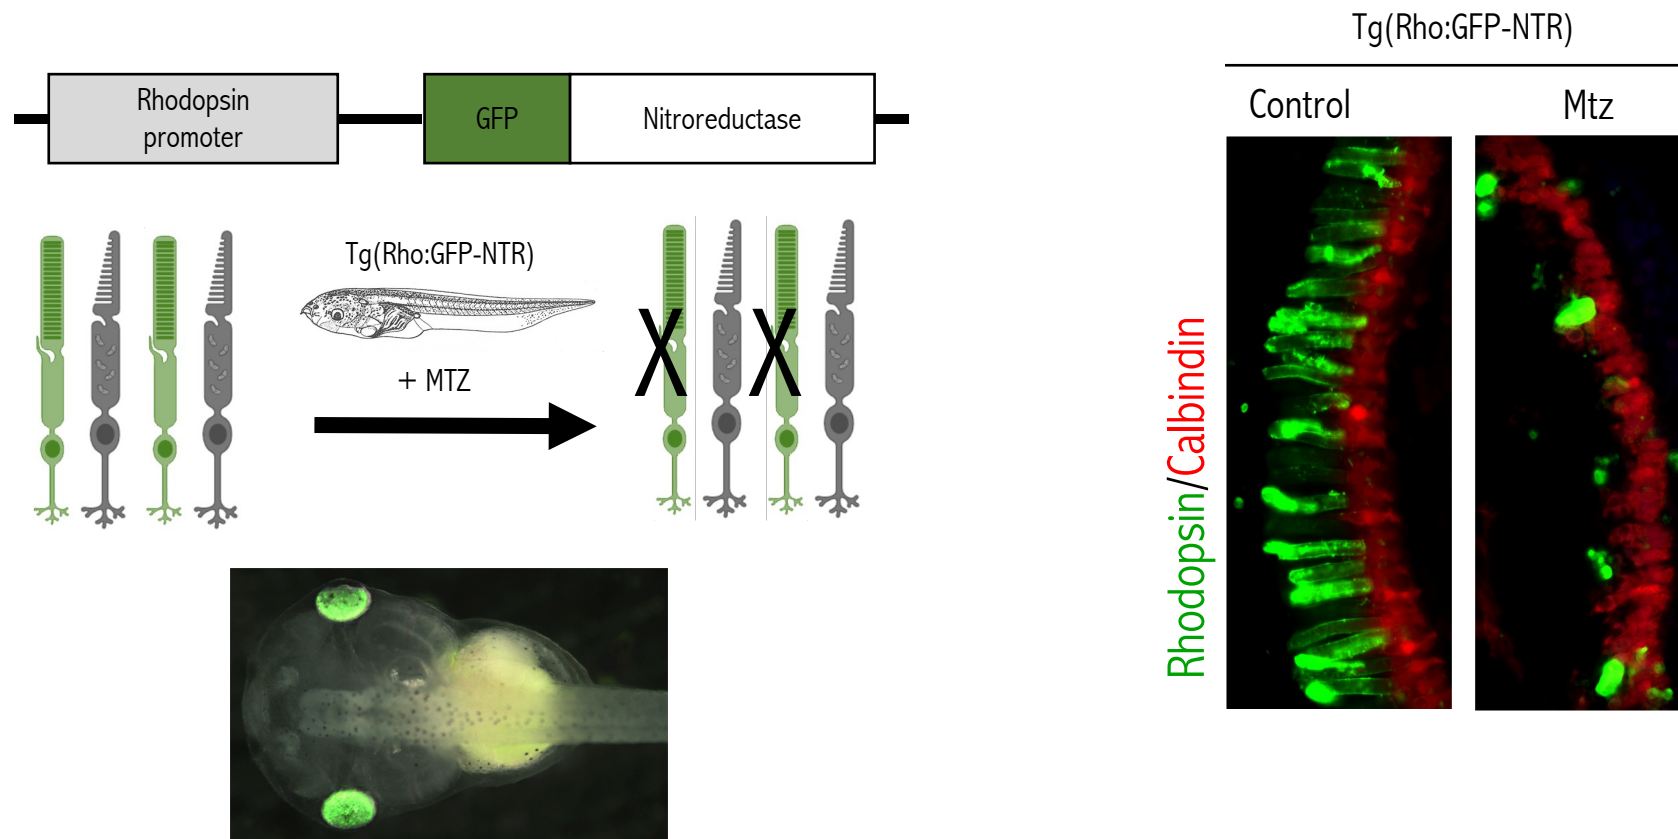 Rhodopsin
promoter
GFP
Nitroreductase
Tg(Rho:GFP-NTR)
+ MTZ
X
X
Tg(Rho:GFP-NTR)
Control
Mtz
Rhodopsin/Calbindin